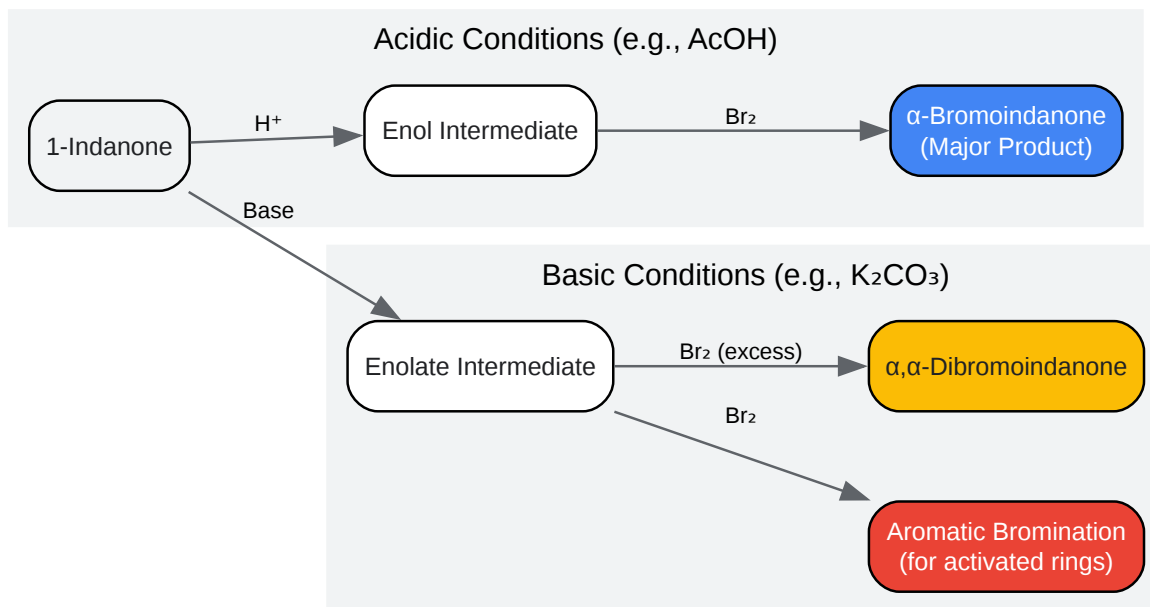 Acidic Conditions (e.g., AcOH)
1-Indanone
H⁺
Enol Intermediate
Br₂
α-Bromoindanone
(Major Product)
Base
Basic Conditions (e.g., K₂CO₃)
Enolate Intermediate
Br₂ (excess)
α,α-Dibromoindanone
Br₂
Aromatic Bromination
(for activated rings)